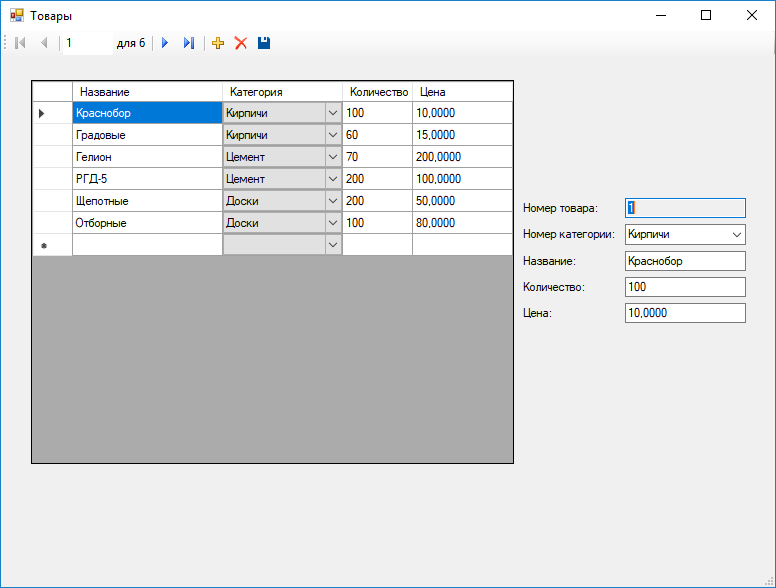 Товары
1 для 6
Название Категория Количество Цена
Краснобор Кирпичи 100 10,0000
Градовые Кирпичи 60 15,0000
Гелион Цемент 70 200,0000
РГД-5 Цемент 200 100,0000
Щепотные Доски 200 50,0000
Отборные Доски 100 80,0000
Номер товара: 1
Номер категории: Кирпичи
Название: Краснобор
Количество: 100
Цена: 10,0000